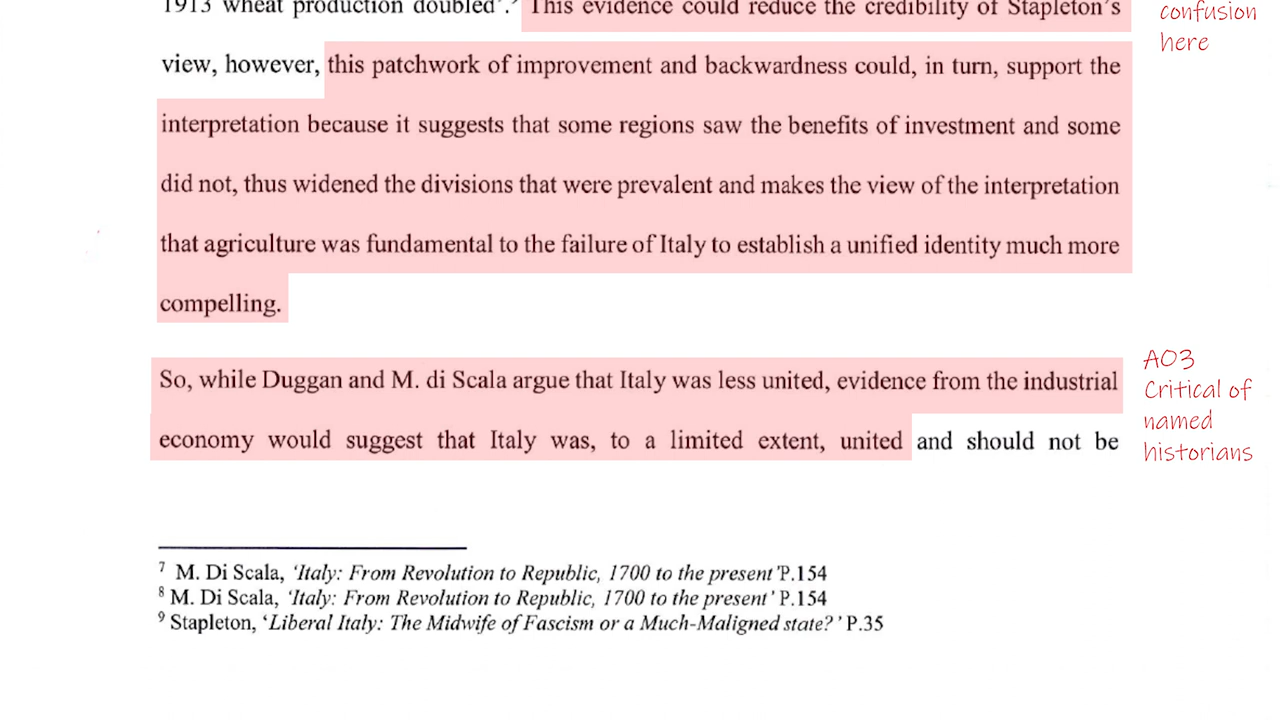 1913 wheat production doubled'.⁹ This evidence could reduce the credibility of Stapleton's
view, however, this patchwork of improvement and backwardness could, in turn, support the
interpretation because it suggests that some regions saw the benefits of investment and some
did not, thus widened the divisions that were prevalent and makes the view of the interpretation
that agriculture was fundamental to the failure of Italy to establish a unified identity much more
compelling.
confusion
here
So, while Duggan and M. di Scala argue that Italy was less united, evidence from the industrial
economy would suggest that Italy was, to a limited extent, united and should not be
AO3
Critical of
named
historians
⁷ M. Di Scala, 'Italy: From Revolution to Republic, 1700 to the present'P.154
⁸ M. Di Scala, 'Italy: From Revolution to Republic, 1700 to the present' P.154
⁹ Stapleton, 'Liberal Italy: The Midwife of Fascism or a Much-Maligned state?' P.35